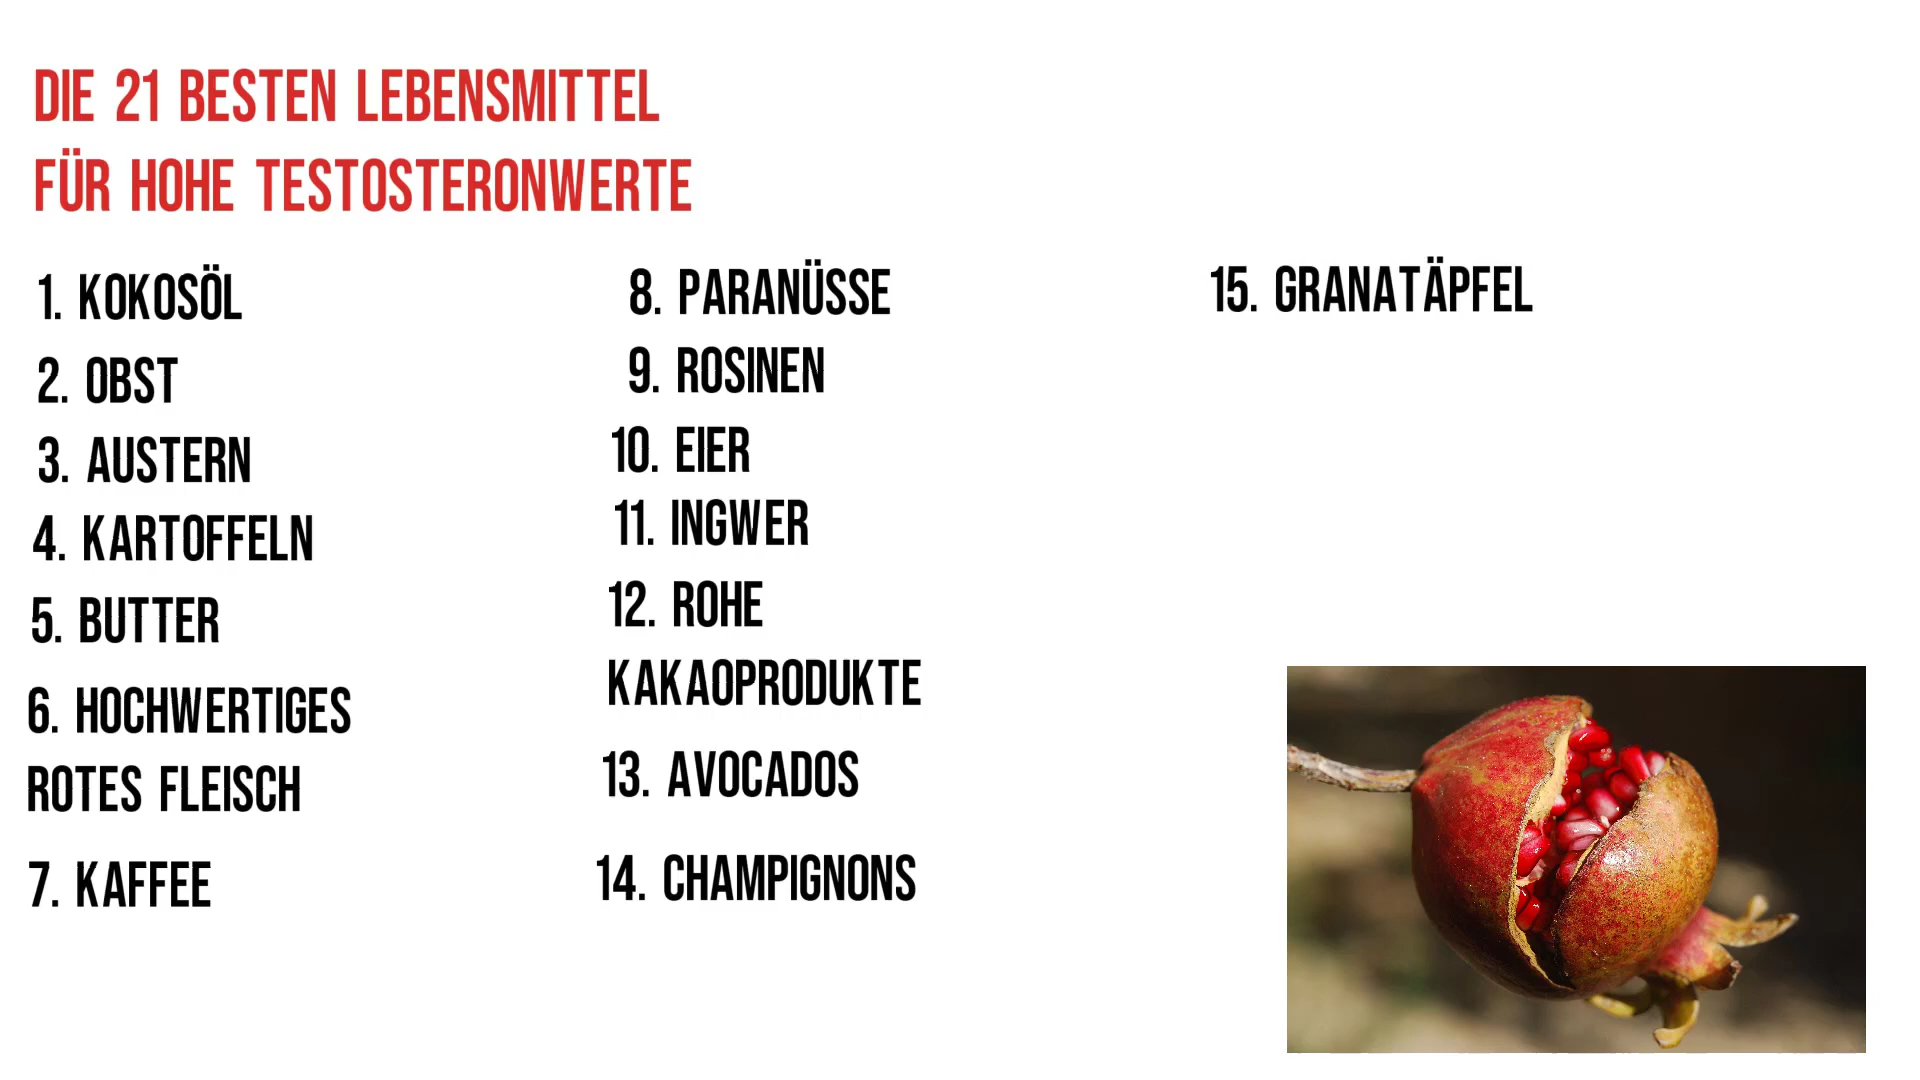 DIE 21 BESTEN LEBENSMITTEL
FÜR HOHE TESTOSTERONWERTE
1. KOKOSÖL
2. OBST
3. AUSTERN
4. KARTOFFELN
5. BUTTER
6. HOCHWERTIGES
ROTES FLEISCH
7. KAFFEE
8. PARANÜSSE
9. ROSINEN
10. EIER
11. INGWER
12. ROHE
KAKAOPRODUKTE
13. AVOCADOS
14. CHAMPIGNONS
15. GRANATÄPFEL